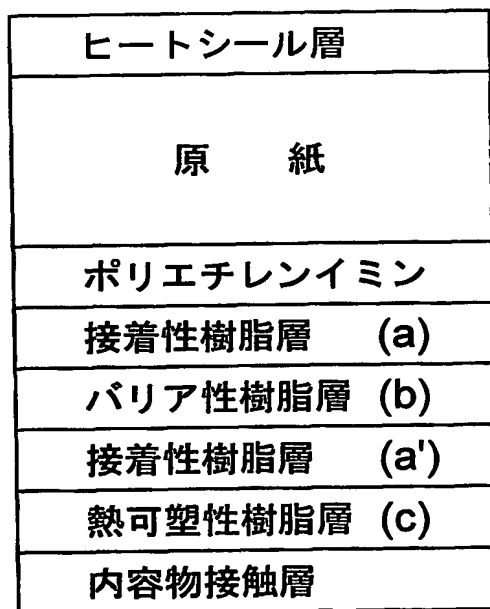 ヒートシール層
原　　紙
ポリエチレンイミン
接着性樹脂層　(a)
バリア性樹脂層 (b)
接着性樹脂層　(a')
熱可塑性樹脂層 (c)
内容物接触層